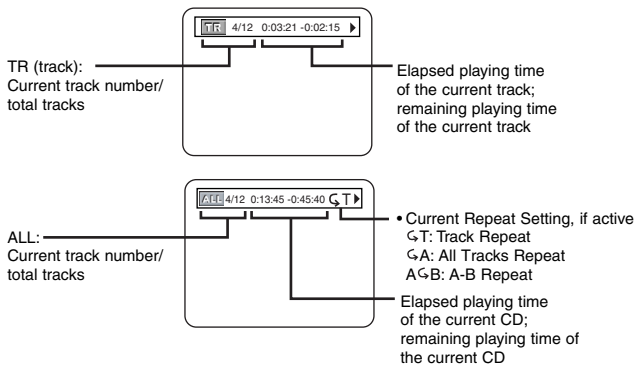 TR 4/12 0:03:21 -0:02:15
TR (track):
Current track number/
total tracks
Elapsed playing time
of the current track;
remaining playing time
of the current track
ALL 4/12 0:13:45 -0:45:40 T
ALL:
Current track number/
total tracks
• Current Repeat Setting, if active
T: Track Repeat
A: All Tracks Repeat
A B: A-B Repeat
Elapsed playing time
of the current CD;
remaining playing time of
the current CD